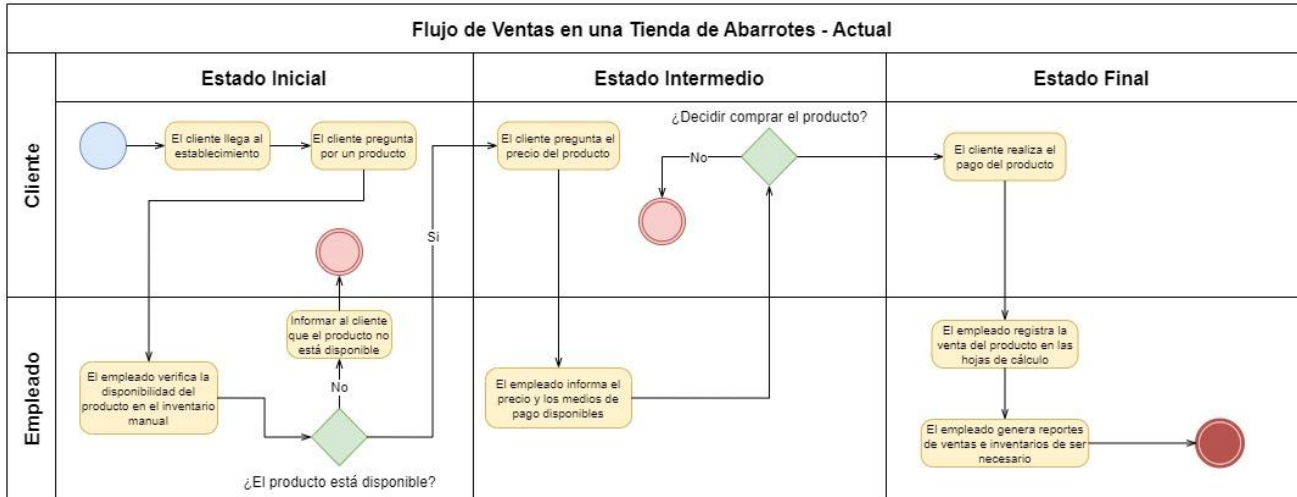 Flujo de Ventas en una Tienda de Abarrotes - Actual
Estado Inicial
Estado Intermedio
Estado Final
Cliente
El cliente llega al
establecimiento
El cliente pregunta
por un producto
Si
El cliente pregunta el
precio del producto
¿Decidir comprar el producto?
No
El cliente realiza el
pago del producto
Empleado
El empleado verifica la
disponibilidad del
producto en el inventario
manual
Informar al cliente
que el producto no
está disponible
No
¿El producto está disponible?
El empleado informa el
precio y los medios de
pago disponibles
El empleado registra la
venta del producto en las
hojas de cálculo
El empleado genera reportes
de ventas e inventarios de ser
necesario